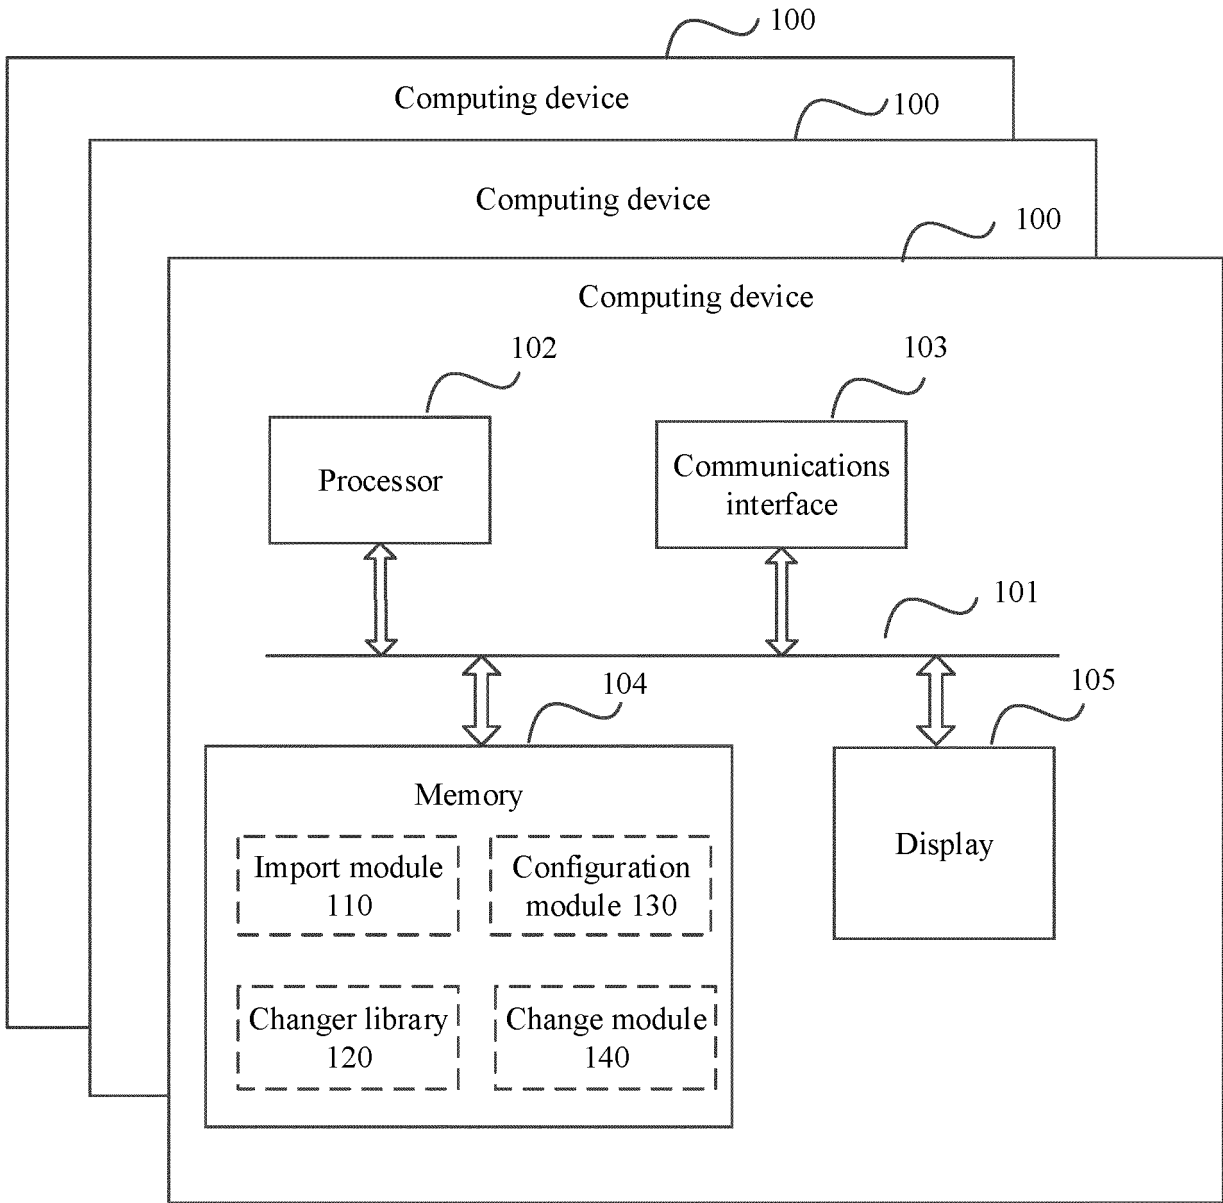 100
Computing device
100
Computing device
100
Computing device
102
103
Processor
Communications
interface
101
104
105
Memory
Import module
110
Configuration
module 130
Display
Changer library
120
Change module
140